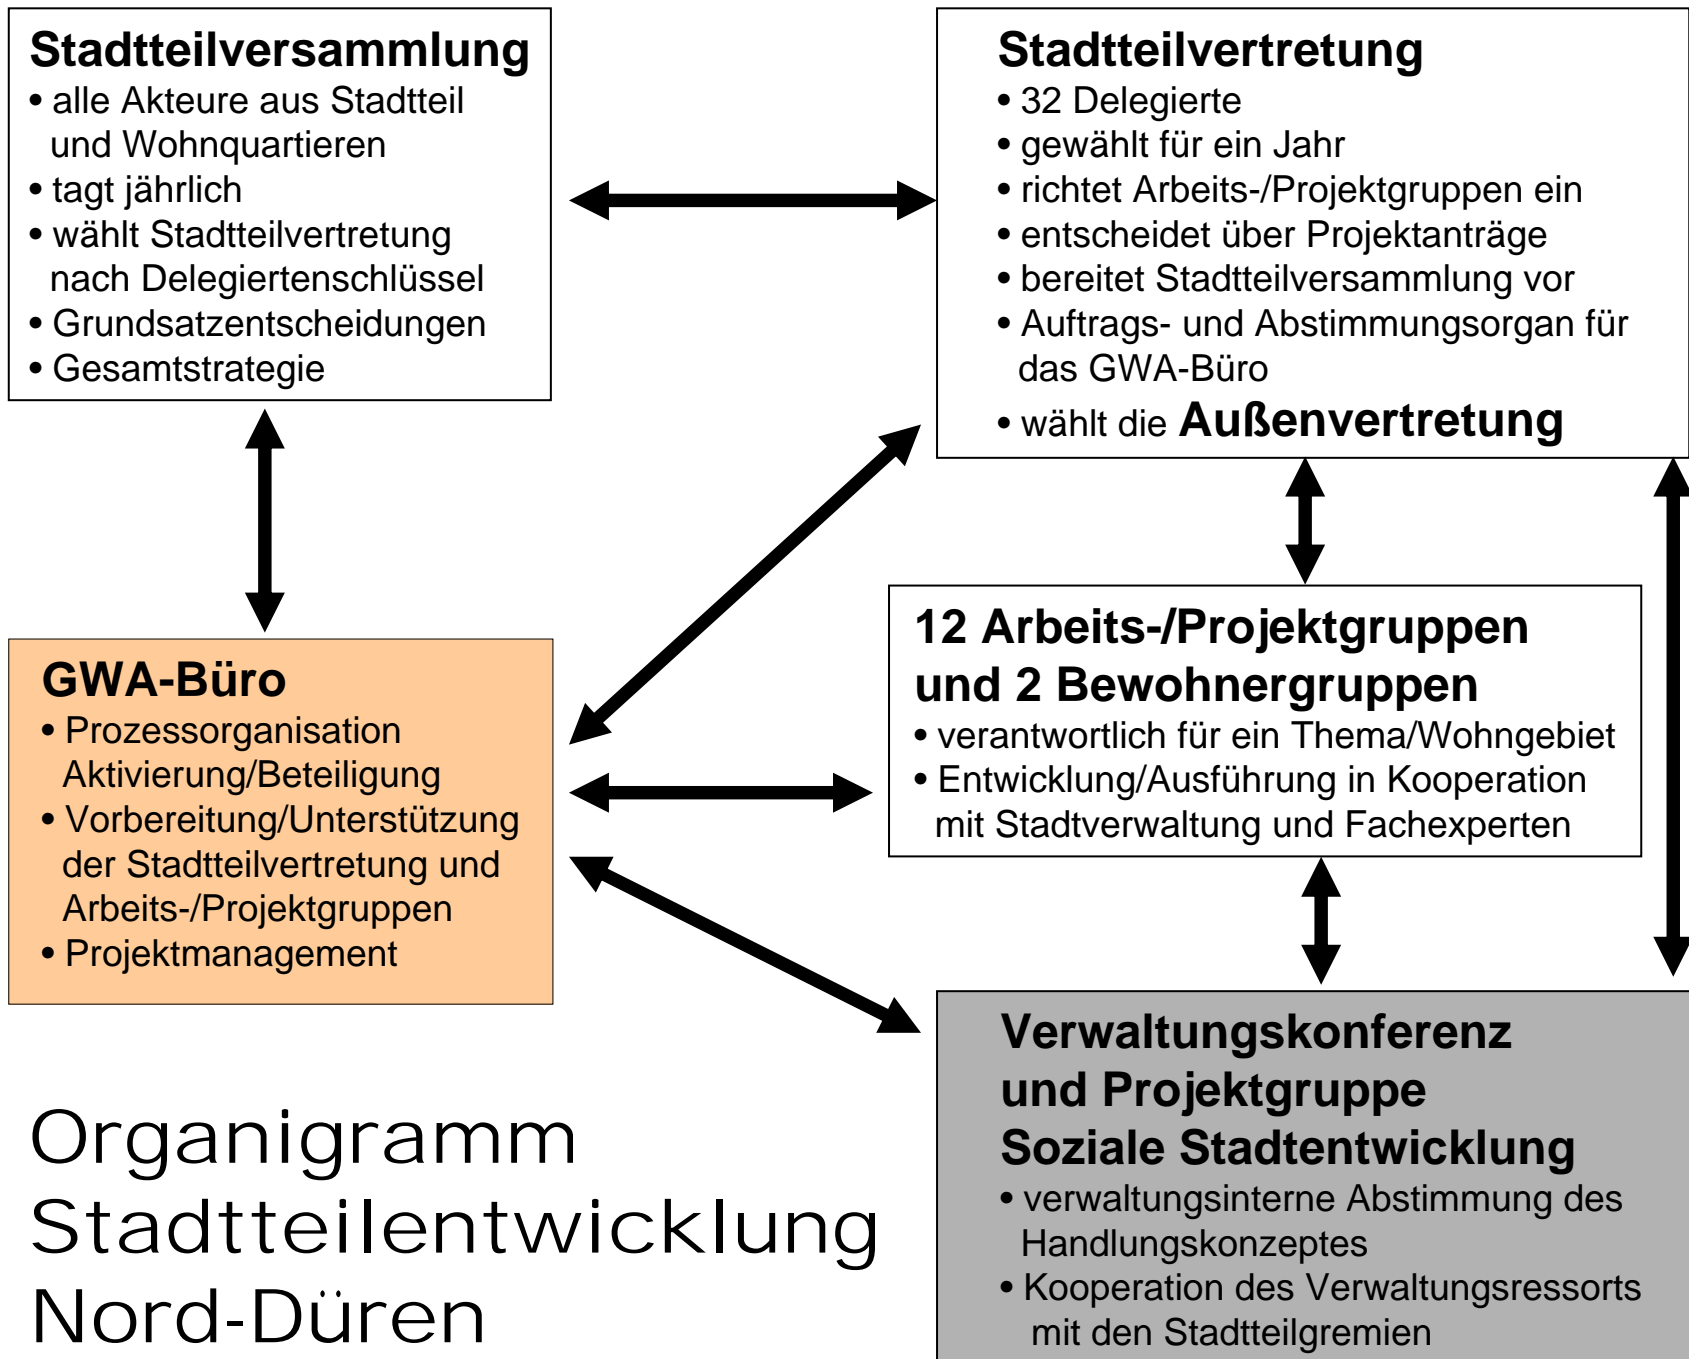 Stadtteilversammlung
• alle Akteure aus Stadtteil
und Wohnquartieren
• tagt jährlich
• wählt Stadtteilvertretung
nach Delegiertenschlüssel
• Grundsatzentscheidungen
• Gesamtstrategie
Stadtteilvertretung
• 32 Delegierte
• gewählt für ein Jahr
• richtet Arbeits-/Projektgruppen ein
• entscheidet über Projektanträge
• bereitet Stadtteilversammlung vor
• Auftrags- und Abstimmungsorgan für
das GWA-Büro
• wählt die Außenvertretung
GWA-Büro
• Prozessorganisation
Aktivierung/Beteiligung
• Vorbereitung/Unterstützung
der Stadtteilvertretung und
Arbeits-/Projektgruppen
• Projektmanagement
12 Arbeits-/Projektgruppen
und 2 Bewohnergruppen
• verantwortlich für ein Thema/Wohngebiet
• Entwicklung/Ausführung in Kooperation
mit Stadtverwaltung und Fachexperten
Verwaltungskonferenz
und Projektgruppe
Soziale Stadtentwicklung
• verwaltungsinterne Abstimmung des
Handlungskonzeptes
• Kooperation des Verwaltungsressorts
mit den Stadtteilgremien
Organigramm
Stadtteilentwicklung
Nord-Düren